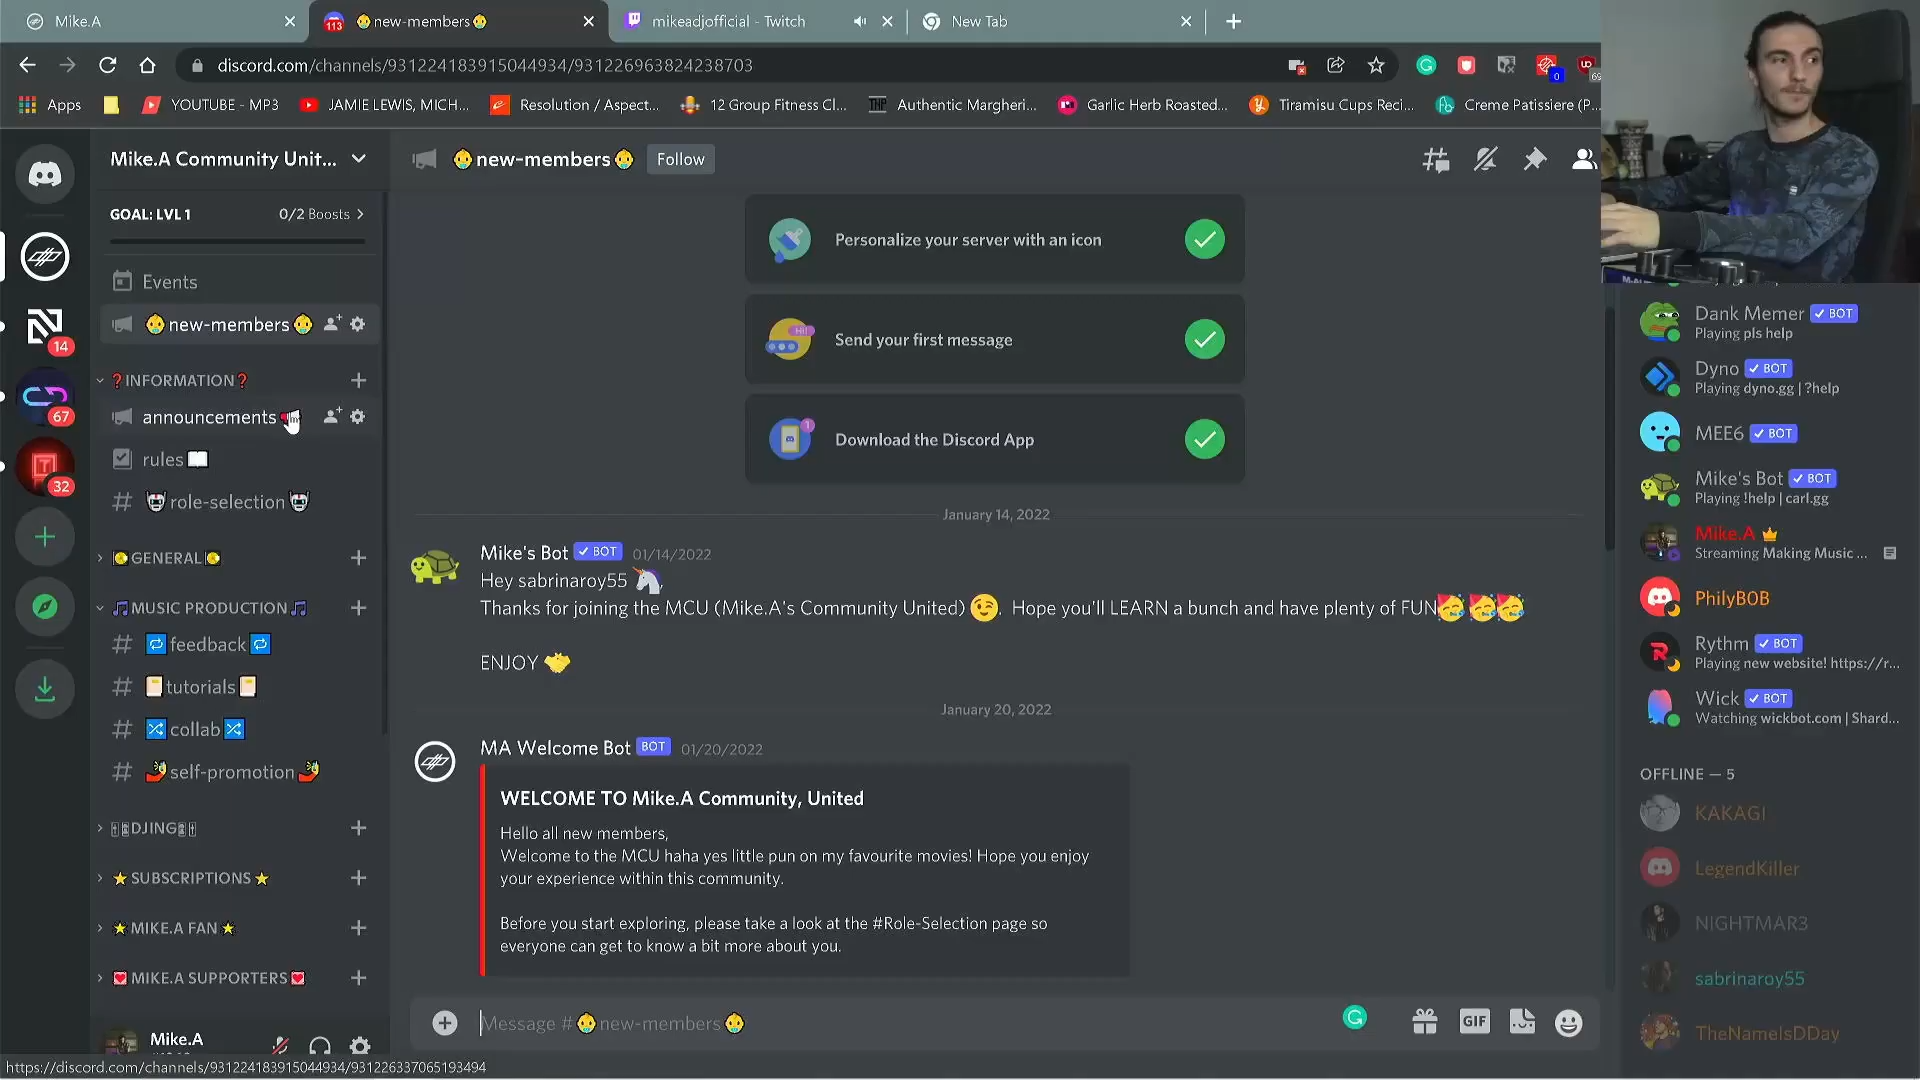 Mike.A
113
new-members
mikeadjofficial - Twitch
New Tab
discord.com/channels/931224183915044934/931226963824238703
0
69
Apps
YOUTUBE - MP3
JAMIE LEWIS, MICH...
Resolution / Aspect...
12 Group Fitness Cl...
Authentic Margheri...
Garlic Herb Roasted...
Tiramisu Cups Reci...
Creme Patissiere (P...
Mike.A Community Unit...
new-members
Follow
GOAL: LVL 1
0/2 Boosts
Events
new-members
14
67
32
INFORMATION
announcements
rules
role-selection
GENERAL
MUSIC PRODUCTION
feedback
tutorials
collab
self-promotion
DJING
SUBSCRIPTIONS
MIKE.A FAN
MIKE.A SUPPORTERS
Mike.A
Personalize your server with an icon
Hi!
Send your first message
1
Download the Discord App
January 14, 2022
Mike's Bot BOT 01/14/2022
Hey sabrinaroy55
Thanks for joining the MCU (Mike.A's Community United) . Hope you'll LEARN a bunch and have plenty of FUN
ENJOY
January 20, 2022
MA Welcome Bot BOT 01/20/2022
WELCOME TO Mike.A Community, United
Hello all new members,
Welcome to the MCU haha yes little pun on my favourite movies! Hope you enjoy
your experience within this community.
Before you start exploring, please take a look at the #Role-Selection page so
everyone can get to know a bit more about you.
Message # new-members
GIF
Dank Memer BOT
Playing pls help
Dyno BOT
Playing dyno.gg | ?help
MEE6 BOT
Mike's Bot BOT
Playing !help | carl.gg
Mike.A
Streaming Making Music ...
PhilyBOB
Rythm BOT
Playing new website! https://r...
Wick BOT
Watching wickbot.com | Shard...
OFFLINE — 5
KAKAGI
LegendKiller
NIGHTMAR3
sabrinaroy55
TheNameIsDDay
https://discord.com/channels/931224183915044934/931226337065193494